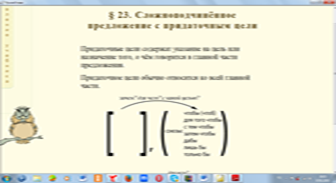 § 23. Сложноподчинённое
предложение с придаточным цели
Придаточные цели содержат указание на цель или
назначение того, о чём говорится в главной части
предложения.
Придаточное цели обычно относится ко всей главной
части.
зачем? для чего? с какой целью?
[ ], (союзы
чтобы (чтоб)
для того чтобы
с тем чтобы
затем чтобы
дабы
лишь бы
только бы
)